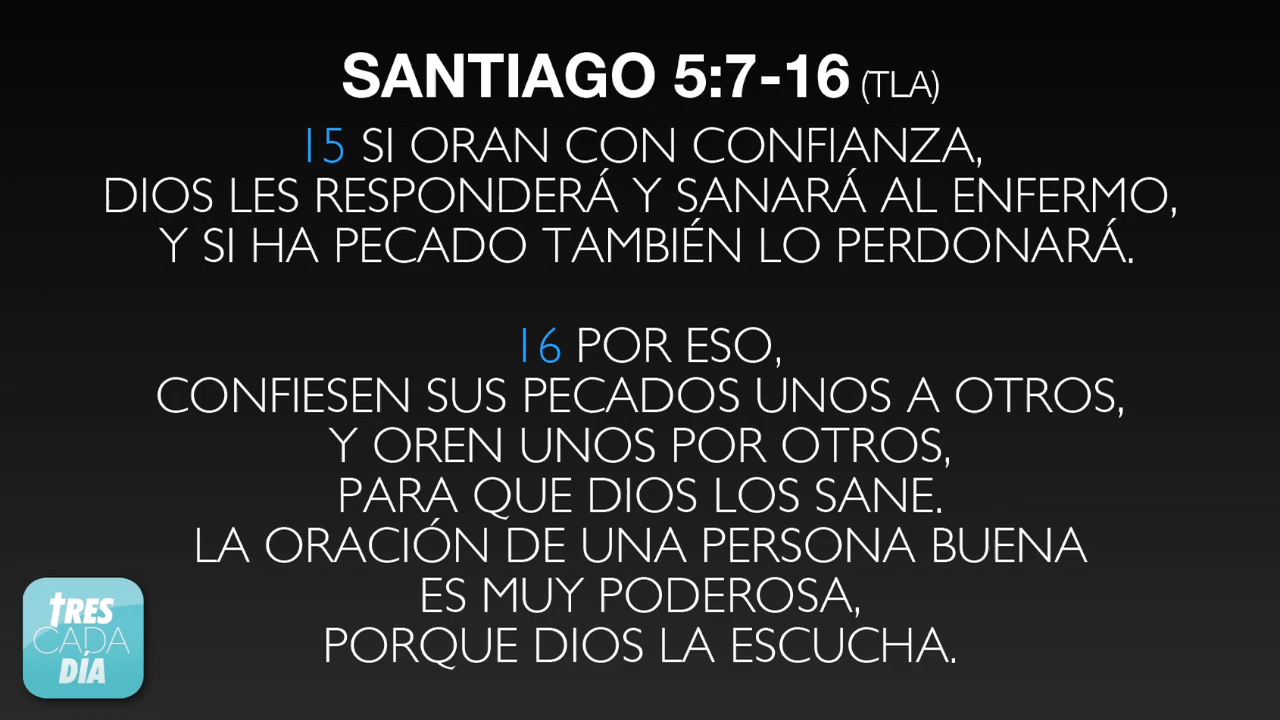 SANTIAGO 5:7-16 (TLA)
15 SI ORAN CON CONFIANZA,
DIOS LES RESPONDERÁ Y SANARÁ AL ENFERMO,
Y SI HA PECADO TAMBIÉN LO PERDONARÁ.
16 POR ESO,
CONFIESEN SUS PECADOS UNOS A OTROS,
Y OREN UNOS POR OTROS,
PARA QUE DIOS LOS SANE.
LA ORACIÓN DE UNA PERSONA BUENA
ES MUY PODEROSA,
PORQUE DIOS LA ESCUCHA.
TRES
CADA
DÍA